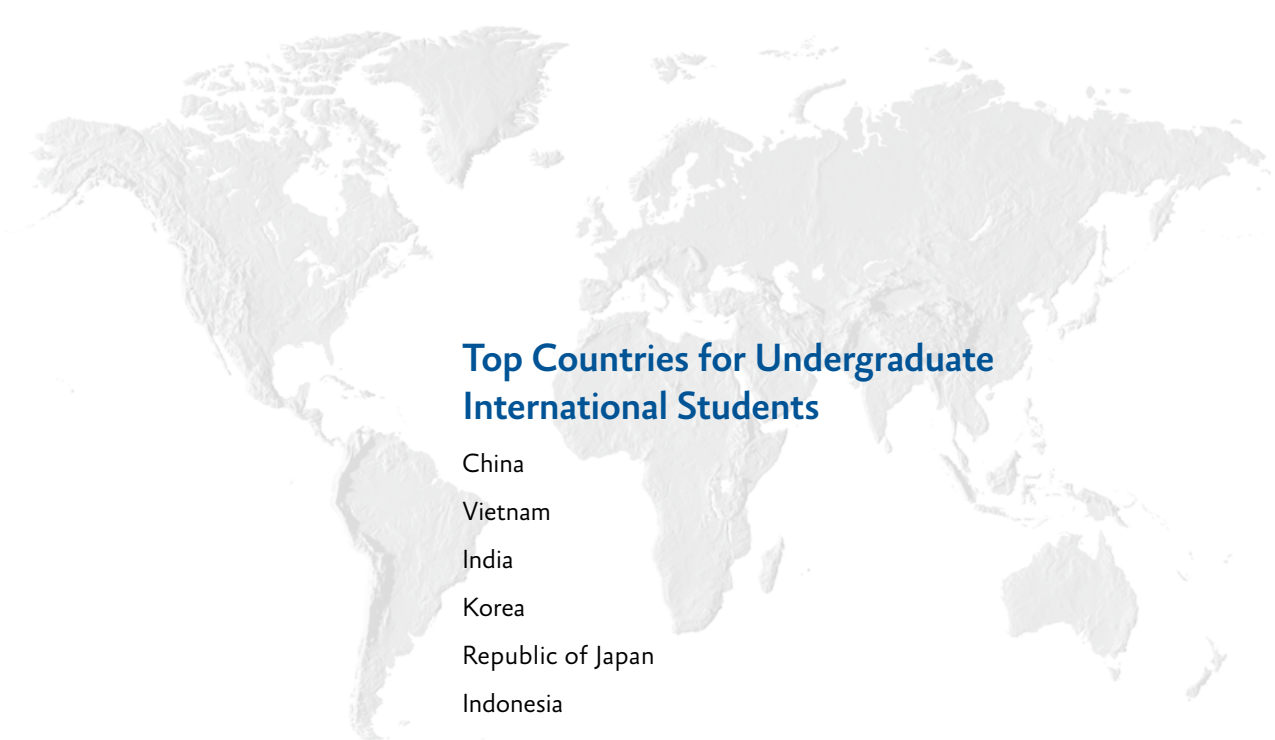 Top Countries for Undergraduate
International Students
China
Vietnam
India
Korea
Republic of Japan
Indonesia